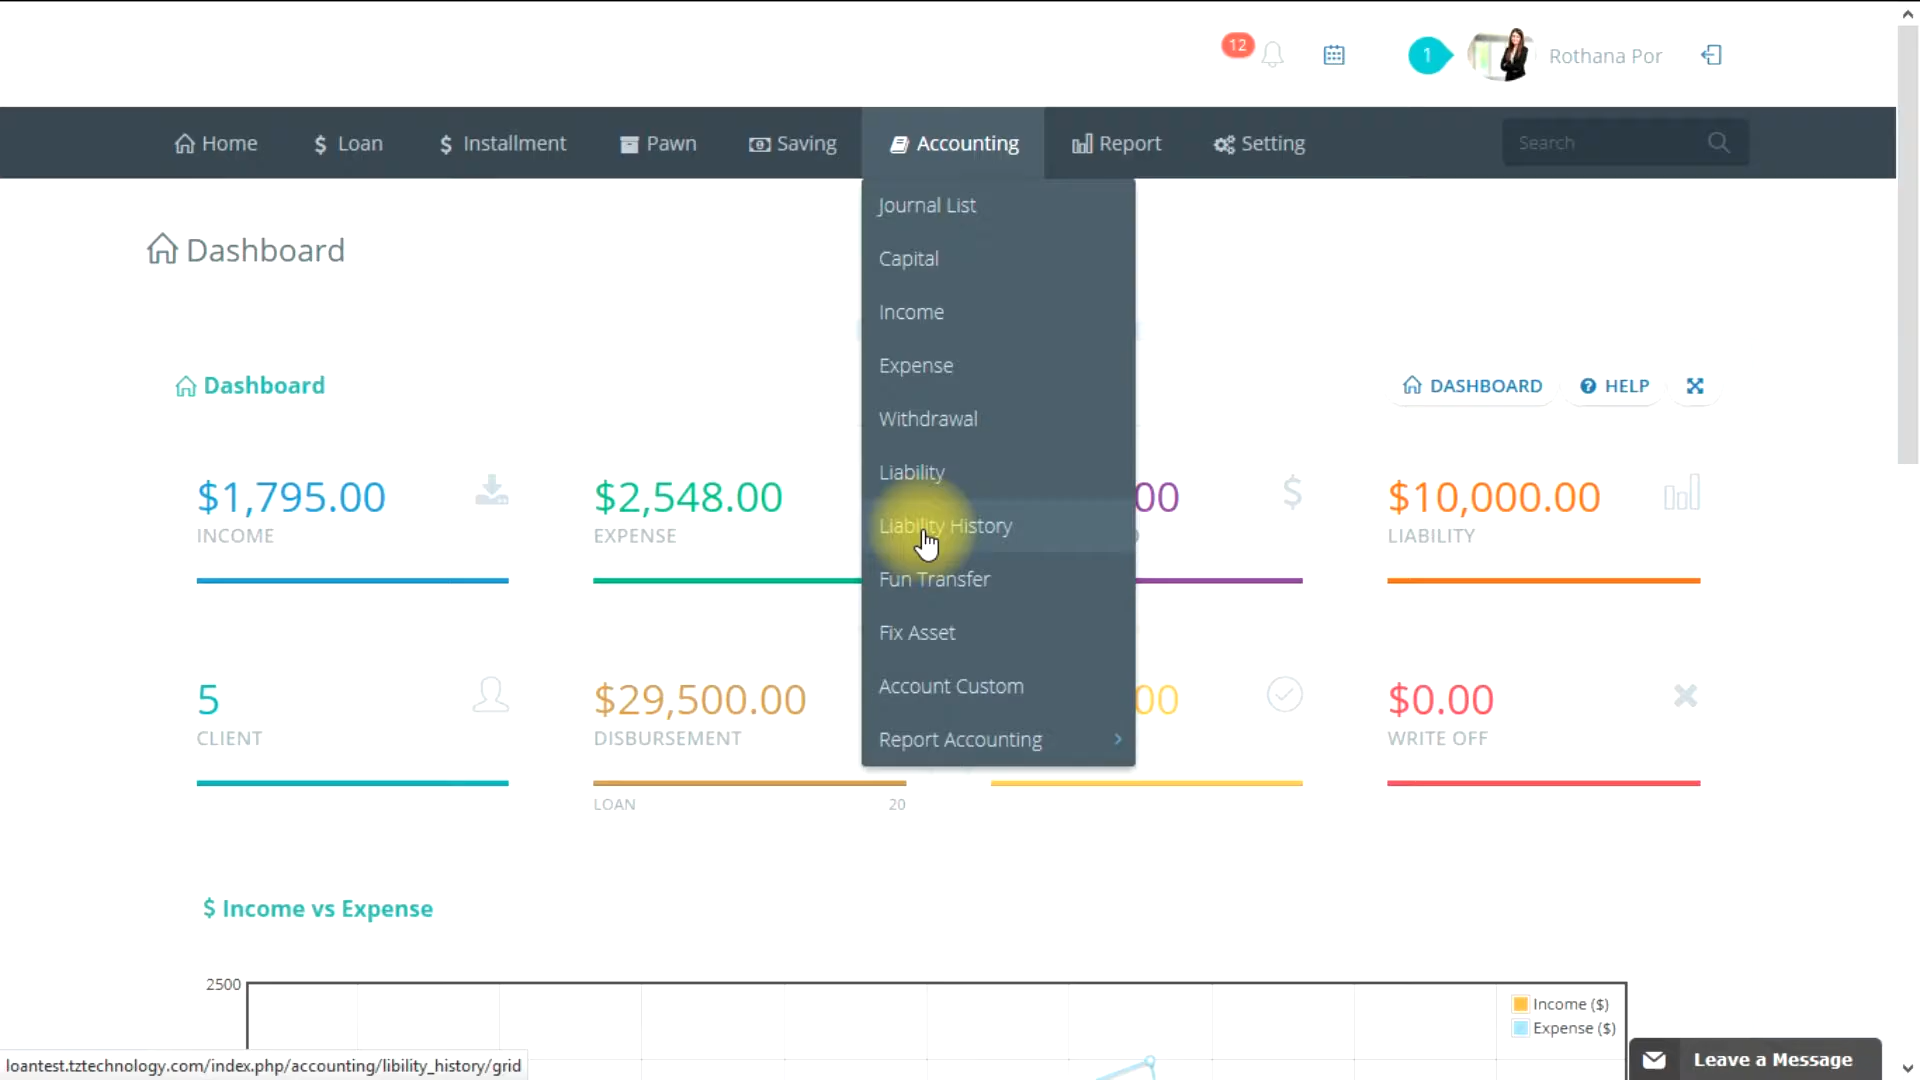 12
1
Rothana Por
Home
Loan
Installment
Pawn
Saving
Accounting
Report
Setting
Search
Journal List
Capital
Income
Expense
Withdrawal
Liability
Liability History
Fun Transfer
Fix Asset
Account Custom
Report Accounting
Dashboard
Dashboard
DASHBOARD
HELP
$1,795.00
INCOME
$2,548.00
EXPENSE
00
$10,000.00
LIABILITY
5
CLIENT
$29,500.00
DISBURSEMENT
LOAN 20
00
$0.00
WRITE OFF
$ Income vs Expense
2500
Income ($)
Expense ($)
loantest.tztechnology.com/index.php/accounting/libility_history/grid
Leave a Message